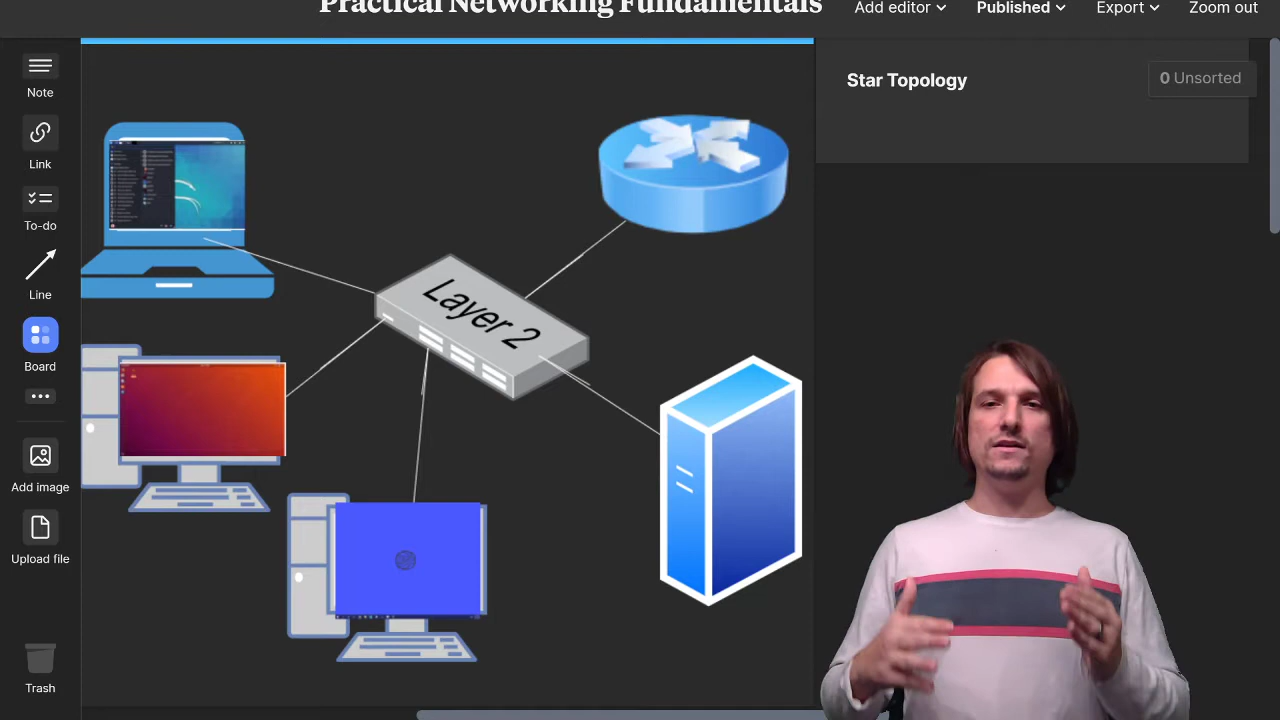 Practical Networking Fundamentals
Add editor
Published
Export
Zoom out
Note
Link
To-do
Line
Board
Add image
Upload file
Trash
Layer 2
Star Topology
0 Unsorted